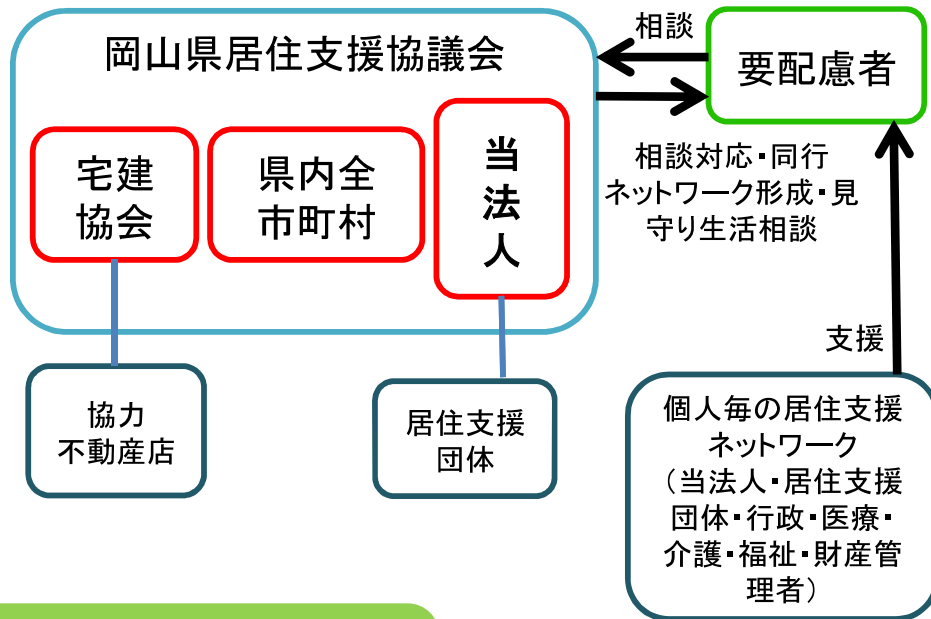 岡山県居住支援協議会
相談
要配慮者
宅建
協会
県内全
市町村
当
法
人
相談対応・同行
ネットワーク形成・見
守り生活相談
支援
協力
不動産店
居住支援
団体
個人毎の居住支援
ネットワーク
（当法人・居住支援
団体・行政・医療・
介護・福祉・財産管
理者）